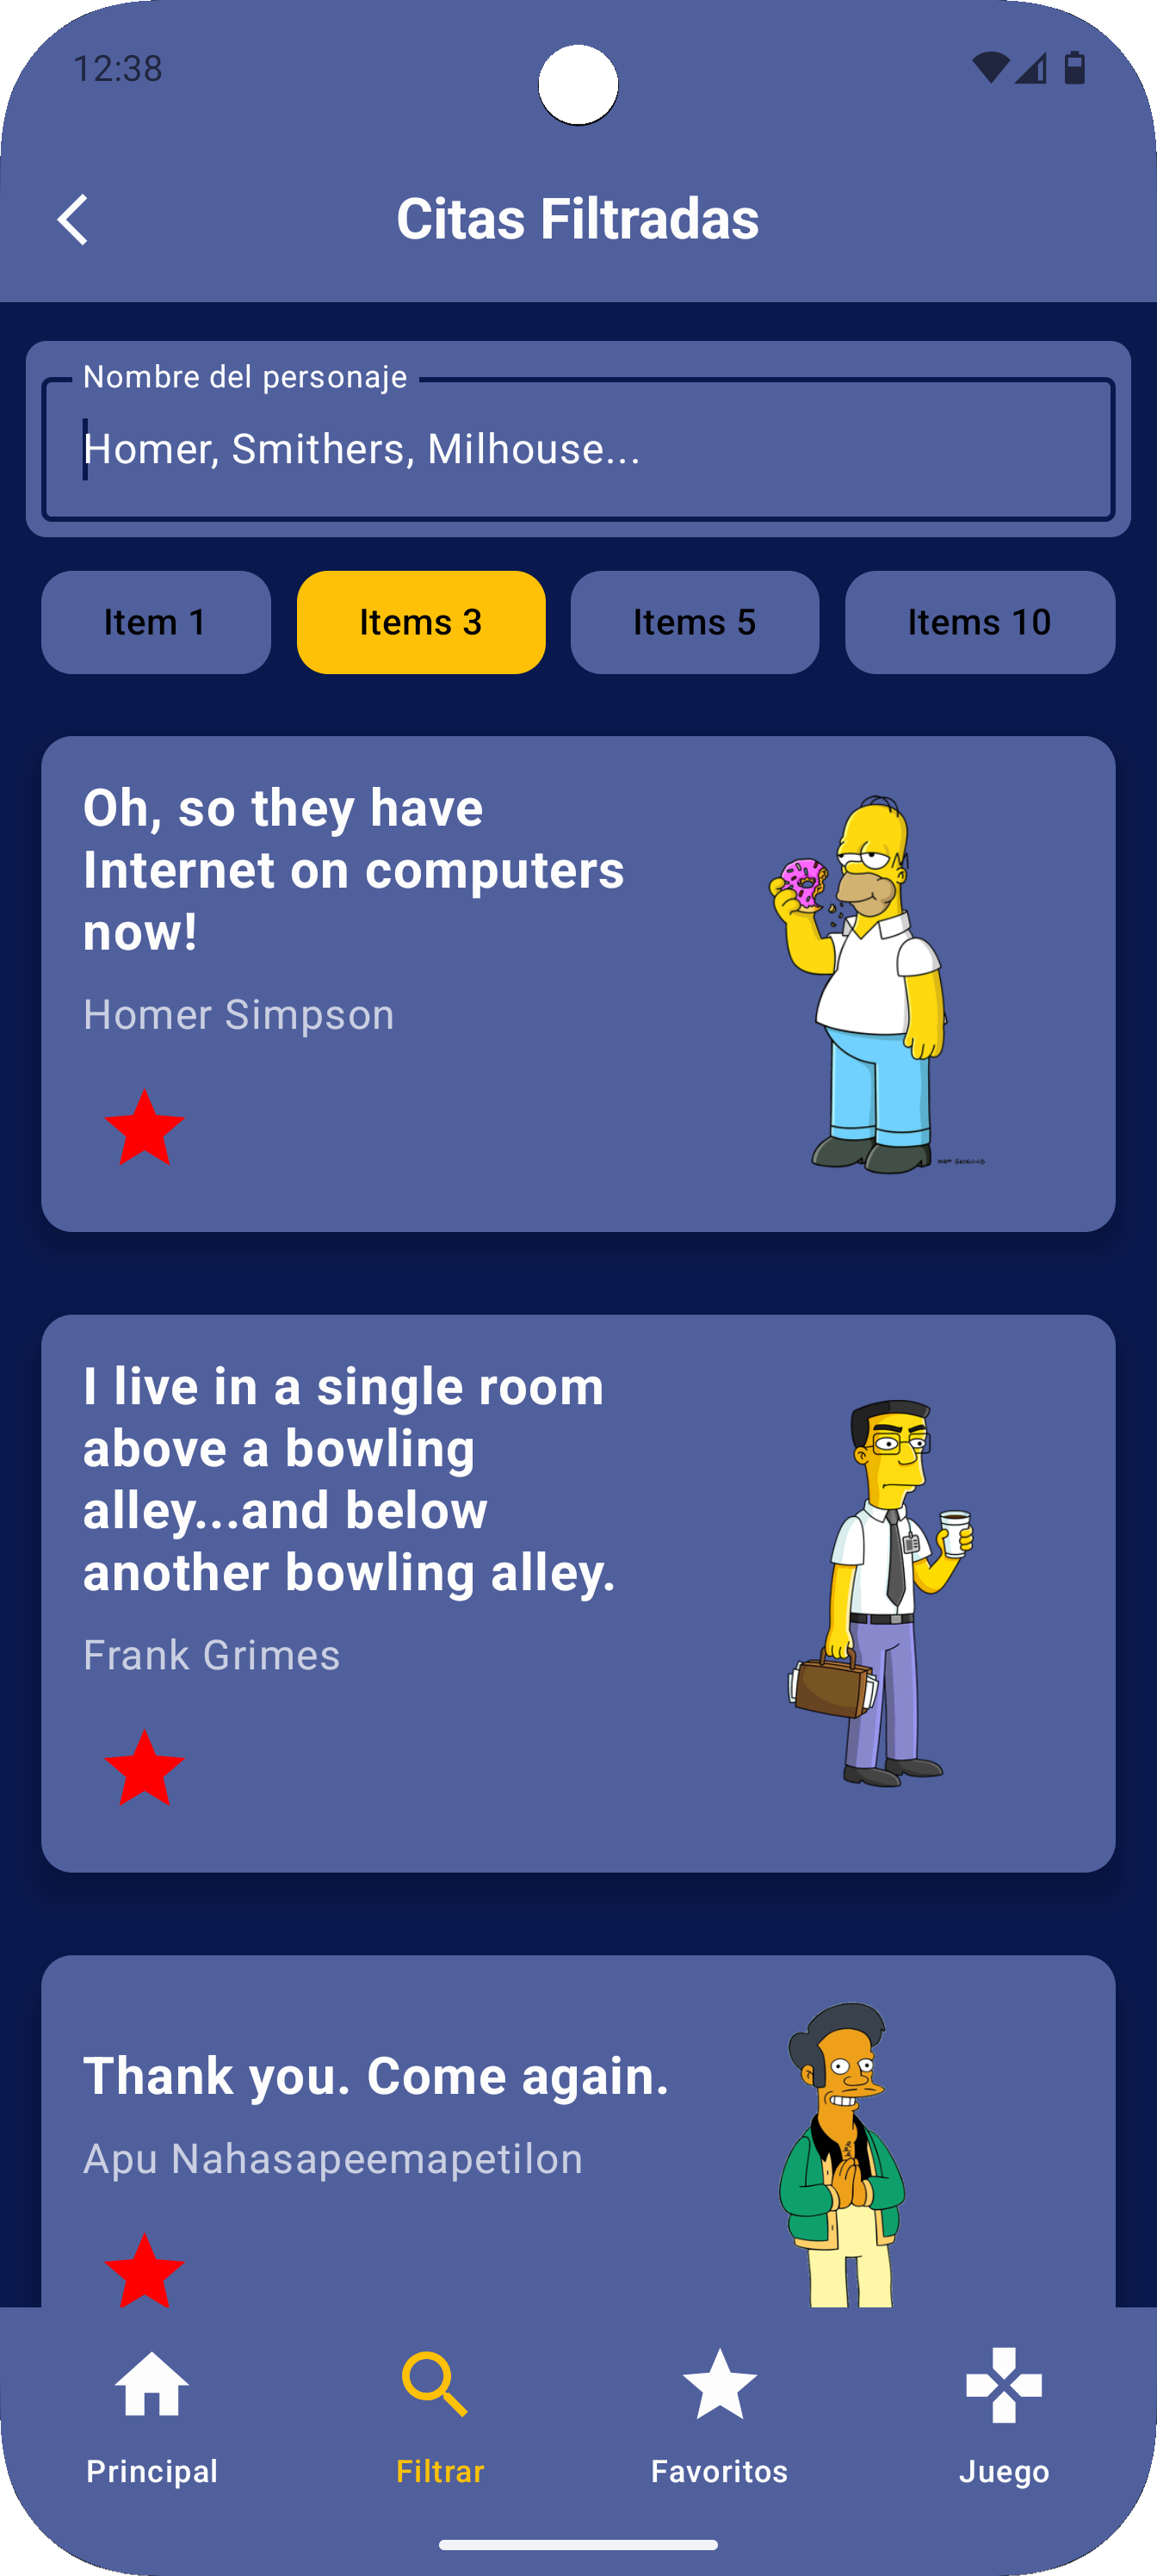 12:38
Citas Filtradas
Nombre del personaje
Homer, Smithers, Milhouse...
Item 1
Items 3
Items 5
Items 10
Oh, so they have
Internet on computers
now!
Homer Simpson
I live in a single room
above a bowling
alley...and below
another bowling alley.
Frank Grimes
Thank you. Come again.
Apu Nahasapeemapetilon
Principal
Filtrar
Favoritos
Juego